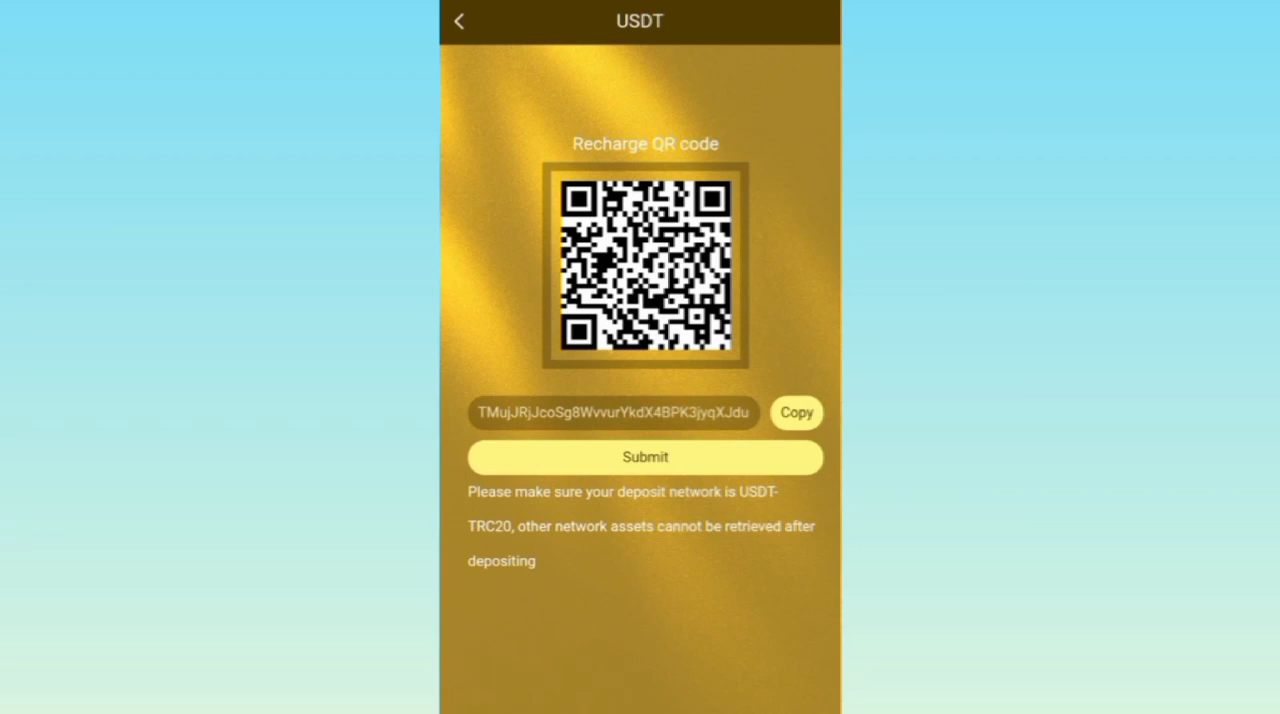 USDT
Recharge QR code
TMujJRjJcoSg8WvvurYkdX4BPK3jyqXJdu
Copy
Submit
Please make sure your deposit network is USDT-
TRC20, other network assets cannot be retrieved after
depositing